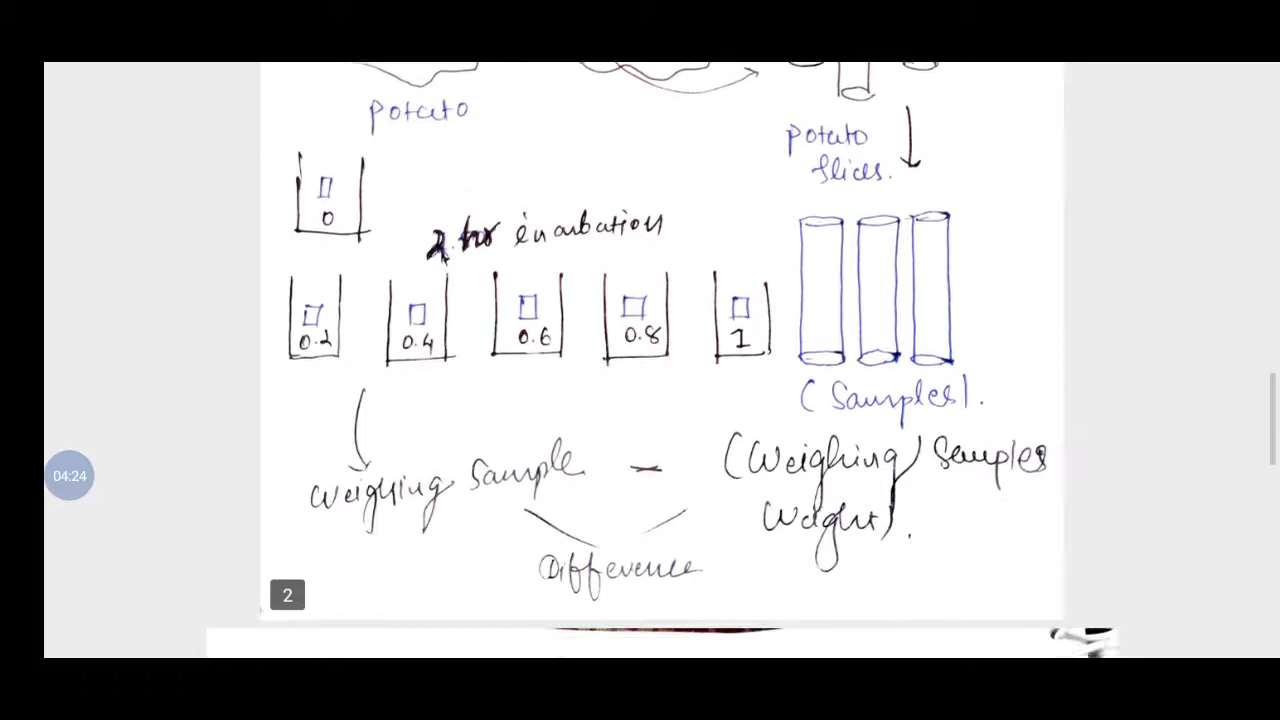 potato
potato
slices.
0
2 hr incubation
0.2 0.4 0.6 0.8 1
(Samples).
Weighing Sample – (Weighing) Samples
Weight).
Difference
04:24
2